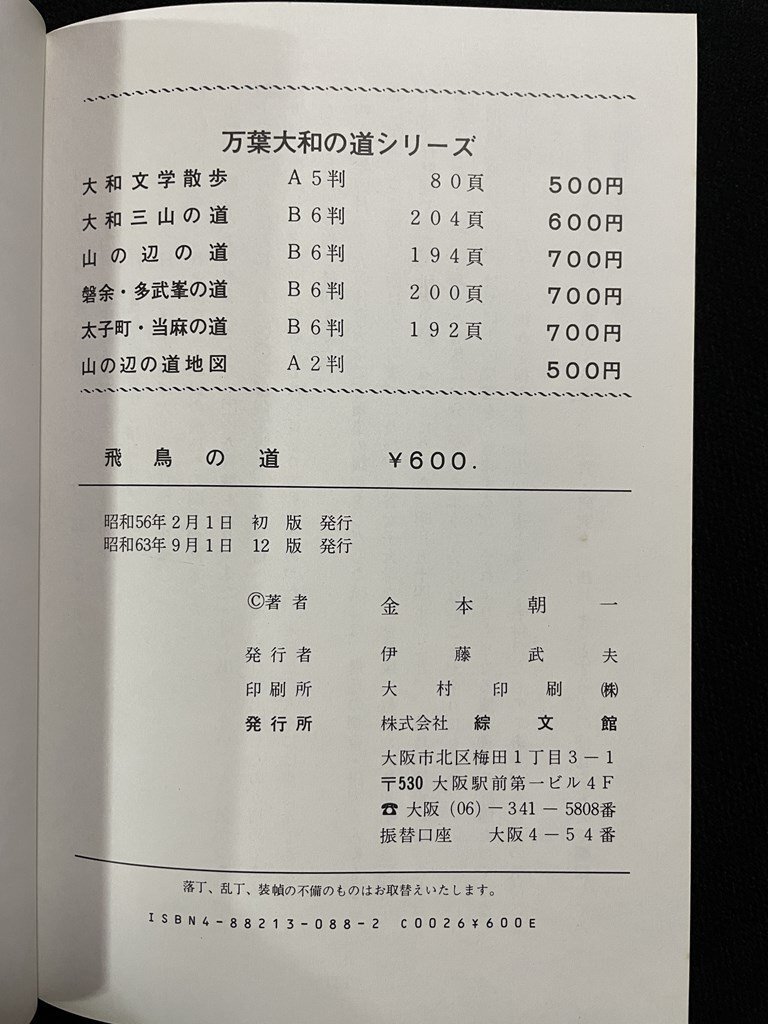 万葉大和の道シリーズ
大和文学散歩 A5判 80頁 500円
大和三山の道 B6判 204頁 600円
山の辺の道 B6判 194頁 700円
磐余・多武峯の道 B6判 200頁 700円
太子町・当麻の道 B6判 192頁 700円
山の辺の道地図 A2判 500円
飛鳥の道 ¥600.
昭和56年2月1日 初版 発行
昭和63年9月1日 12版 発行
©著者 金本朝一
発行者 伊藤武夫
印刷所 大村印刷㈱
発行所 株式会社 綜文館
大阪市北区梅田1丁目3－1
〒530 大阪駅前第一ビル4F
☎ 大阪 (06)－341－5808番
振替口座 大阪4－54番
落丁、乱丁、装幀の不備のものはお取替えいたします。
ISBN4-88213-088-2 C0026¥600E